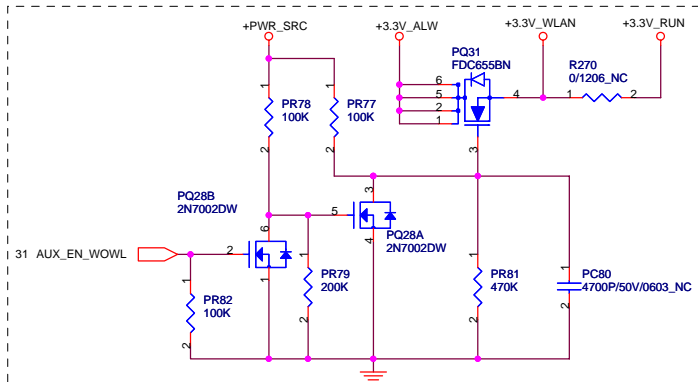 +PWR_SRC
+3.3V_ALW
+3.3V_WLAN
+3.3V_RUN
PQ31
FDC655BN
R270
0/1206_NC
6
5
2
1
4
3
1
2
1
PR78
100K
2
1
PR77
100K
2
PQ28B
2N7002DW
6
2
1
3
5
4
PQ28A
2N7002DW
31 AUX_EN_WOWL
1
PR82
100K
2
1
PR79
200K
2
1
PR81
470K
2
1
PC80
4700P/50V/0603_NC
2